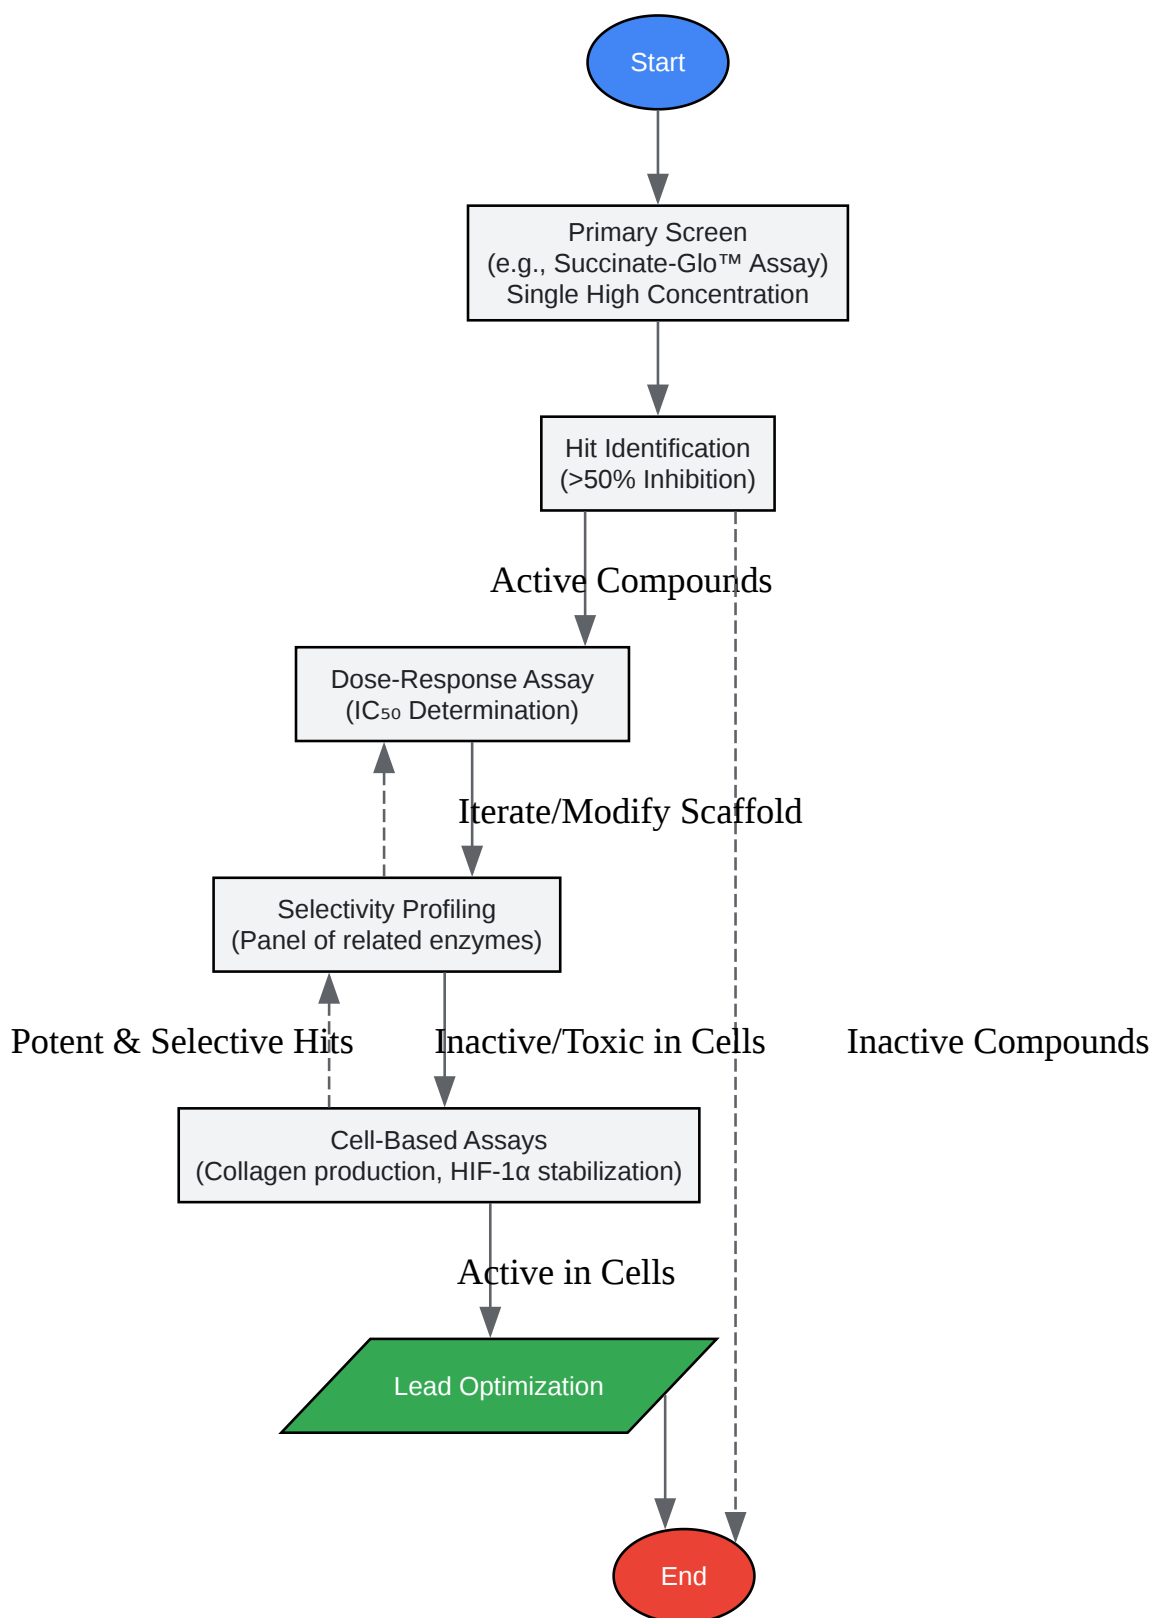 Start
Primary Screen
(e.g., Succinate-Glo™ Assay)
Single High Concentration
Hit Identification
(>50% Inhibition)
Active Compounds
Dose-Response Assay
(IC₅₀ Determination)
Iterate/Modify Scaffold
Selectivity Profiling
(Panel of related enzymes)
Potent & Selective Hits
Inactive/Toxic in Cells
Inactive Compounds
Cell-Based Assays
(Collagen production, HIF-1α stabilization)
Active in Cells
Lead Optimization
End